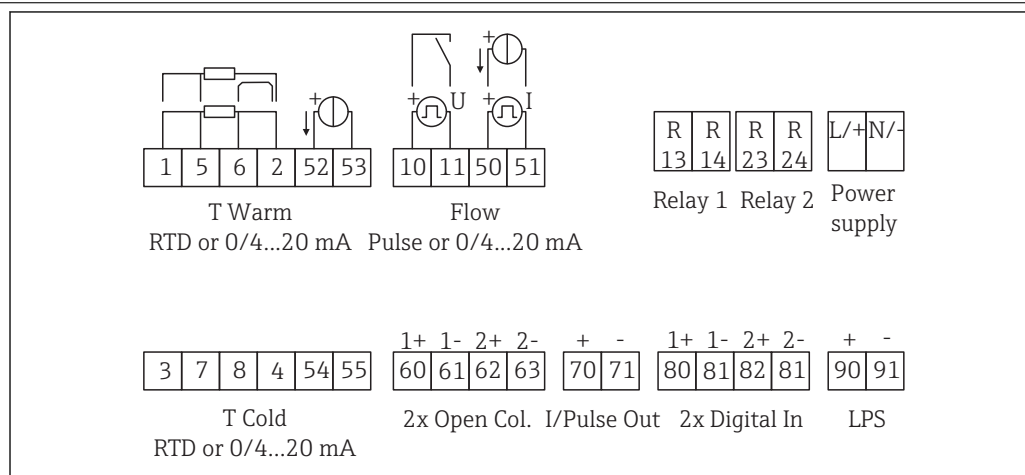 + U + I
+ + +
R R R R L/+ N/-
1 5 6 2 52 53 10 11 50 51 13 14 23 24
T Warm Flow Relay 1 Relay 2 Power
RTD or 0/4...20 mA Pulse or 0/4...20 mA supply
1+ 1- 2+ 2- + - 1+ 1- 2+ 2- + -
3 7 8 4 54 55 60 61 62 63 70 71 80 81 82 81 90 91
T Cold 2x Open Col. I/Pulse Out 2x Digital In LPS
RTD or 0/4...20 mA